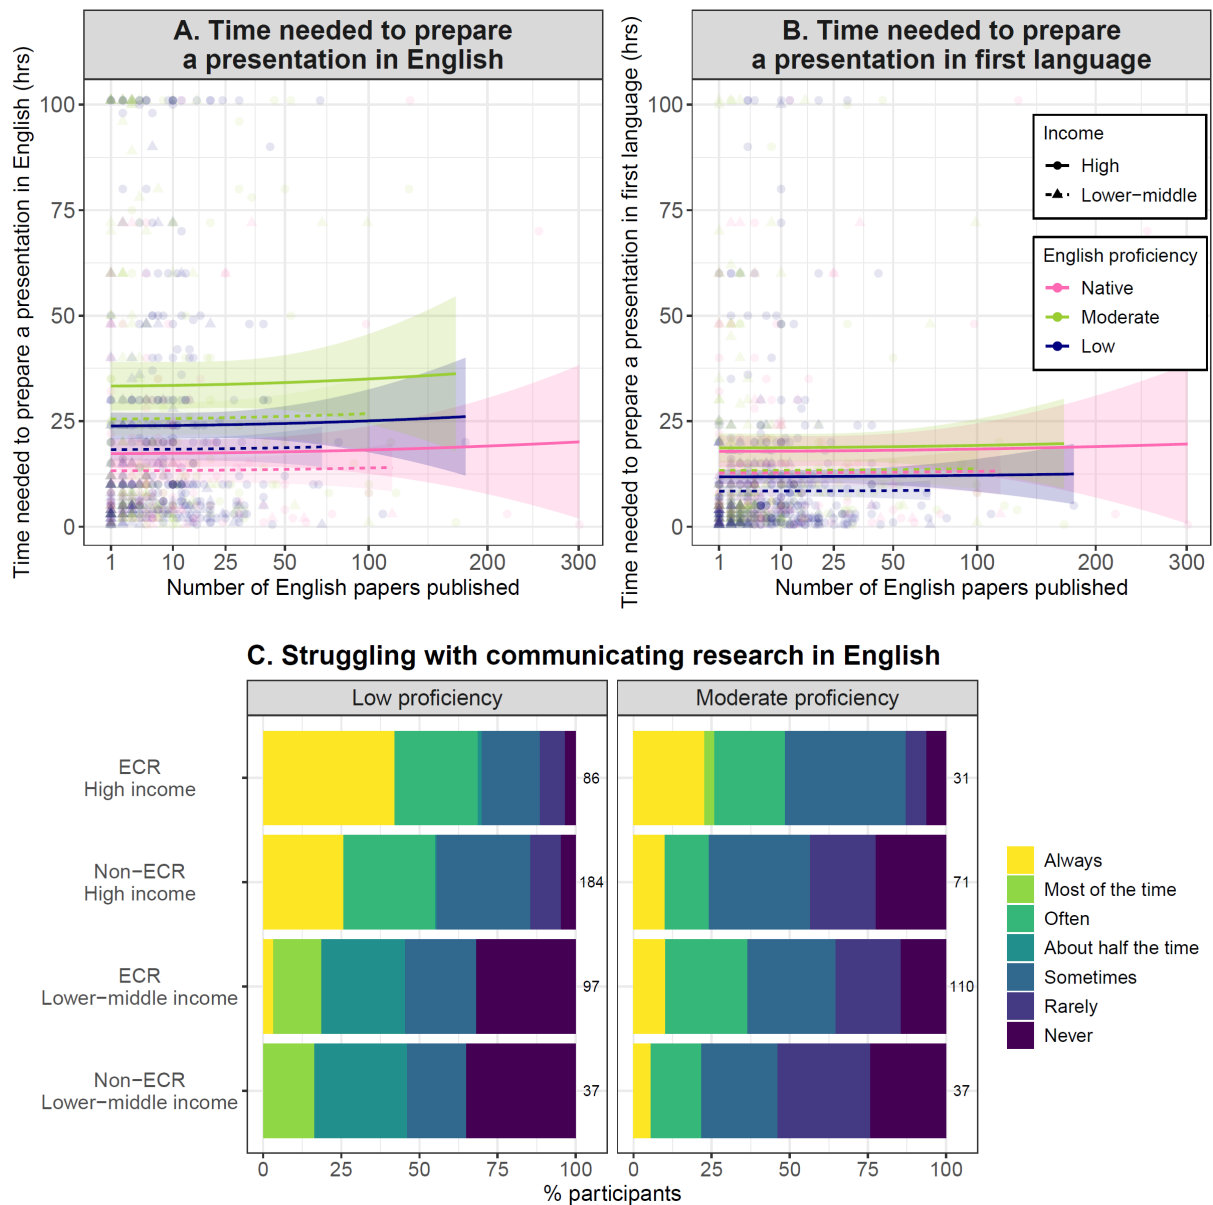 A. Time needed to prepare
a presentation in English
Time needed to prepare a presentation in English (hrs)
100
75
50
25
0
1 10 25 50 100 200 300
Number of English papers published
B. Time needed to prepare
a presentation in first language
Time needed to prepare a presentation in first language (hrs)
100
75
50
25
0
1 10 25 50 100 200 300
Number of English papers published
Income
High
Lower−middle
English proficiency
Native
Moderate
Low
C. Struggling with communicating research in English
Low proficiency
Moderate proficiency
ECR
High income
86
31
Non−ECR
High income
184
71
ECR
Lower−middle income
97
110
Non−ECR
Lower−middle income
37
37
0 25 50 75 100
0 25 50 75 100
% participants
Always
Most of the time
Often
About half the time
Sometimes
Rarely
Never